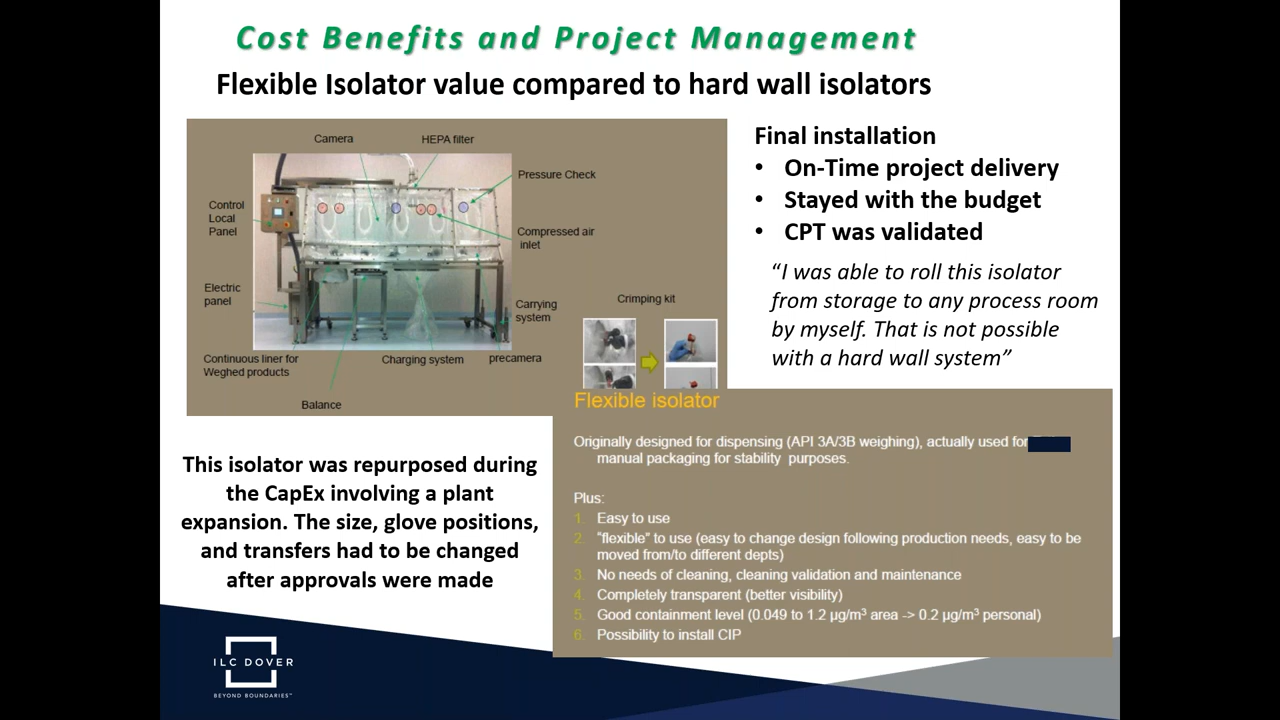 Cost Benefits and Project Management
Flexible Isolator value compared to hard wall isolators
Camera
HEPA filter
Pressure Check
Control
Local
Panel
Compressed air
inlet
Electric
panel
Carrying
system
Crimping kit
Continuous liner for
Weghed products
Charging system
precamera
Balance
Final installation
• On-Time project delivery
• Stayed with the budget
• CPT was validated
“I was able to roll this isolator
from storage to any process room
by myself. That is not possible
with a hard wall system”
This isolator was repurposed during
the CapEx involving a plant
expansion. The size, glove positions,
and transfers had to be changed
after approvals were made
Flexible isolator
Originally designed for dispensing (API 3A/3B weighing), actually used for
manual packaging for stability purposes.
Plus:
1. Easy to use
2. “flexible” to use (easy to change design following production needs, easy to be
moved from/to different depts)
3. No needs of cleaning, cleaning validation and maintenance
4. Completely transparent (better visibility)
5. Good containment level (0.049 to 1.2 µg/m³ area -> 0.2 µg/m³ personal)
6. Possibility to install CIP
ILC DOVER
BEYOND BOUNDARIES™